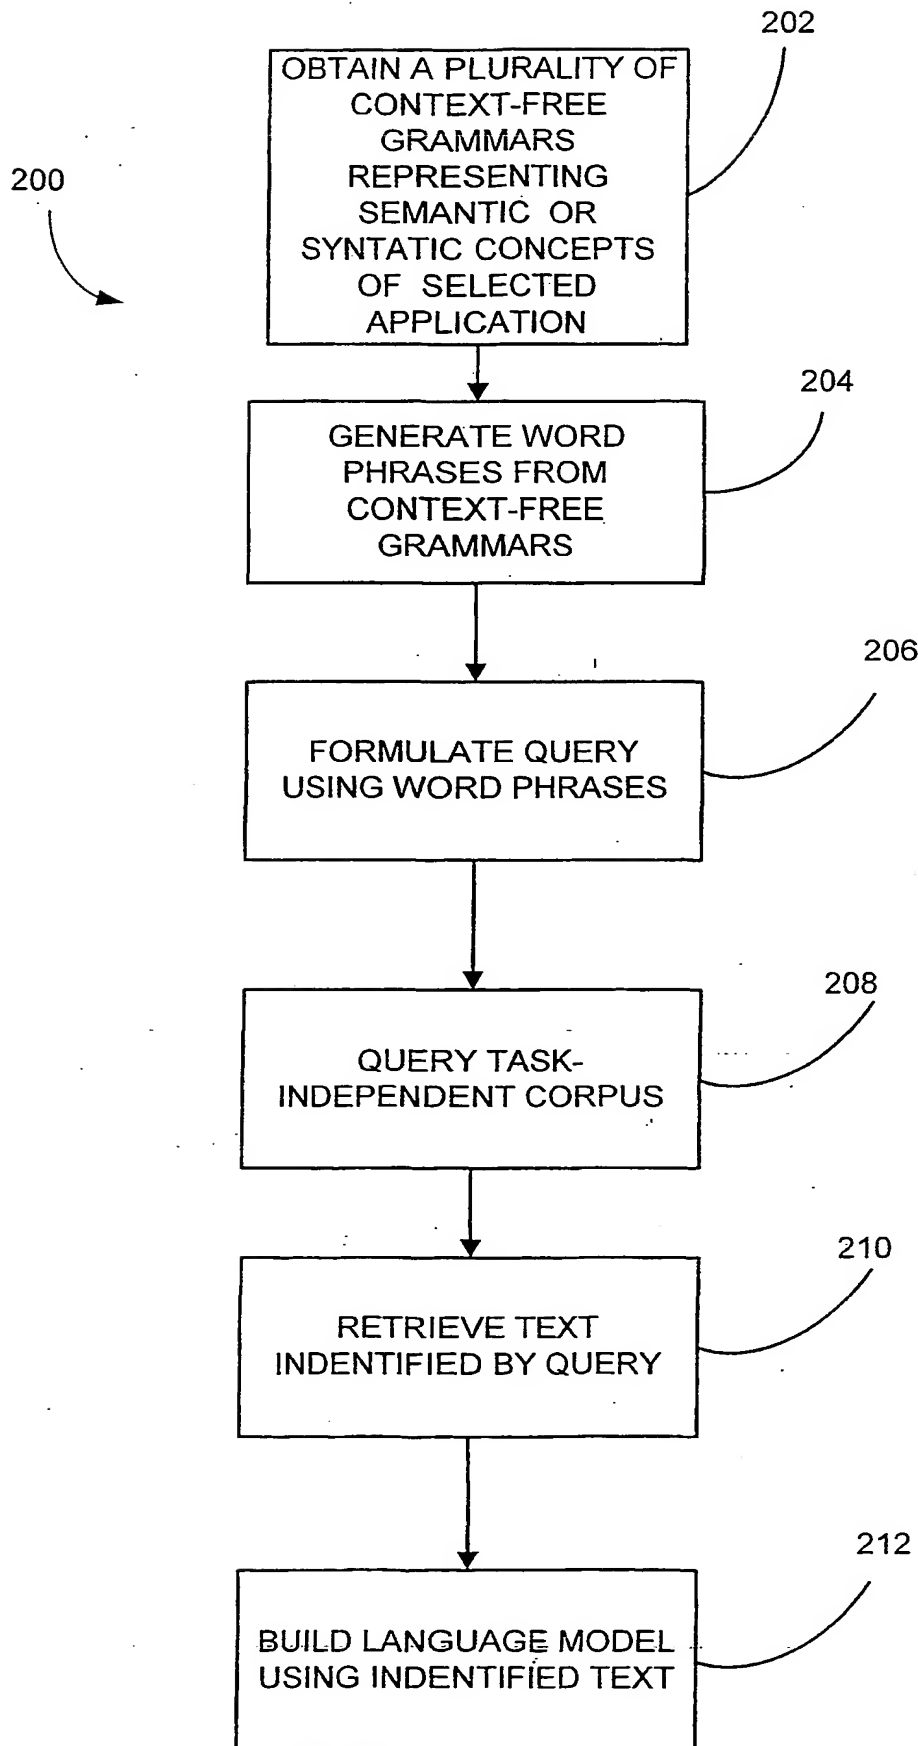 202
OBTAIN A PLURALITY OF
CONTEXT-FREE
GRAMMARS
REPRESENTING
SEMANTIC OR
SYNTATIC CONCEPTS
OF SELECTED
APPLICATION
200
204
GENERATE WORD
PHRASES FROM
CONTEXT-FREE
GRAMMARS
206
FORMULATE QUERY
USING WORD PHRASES
208
QUERY TASK-
INDEPENDENT CORPUS
210
RETRIEVE TEXT
INDENTIFIED BY QUERY
212
BUILD LANGUAGE MODEL
USING INDENTIFIED TEXT